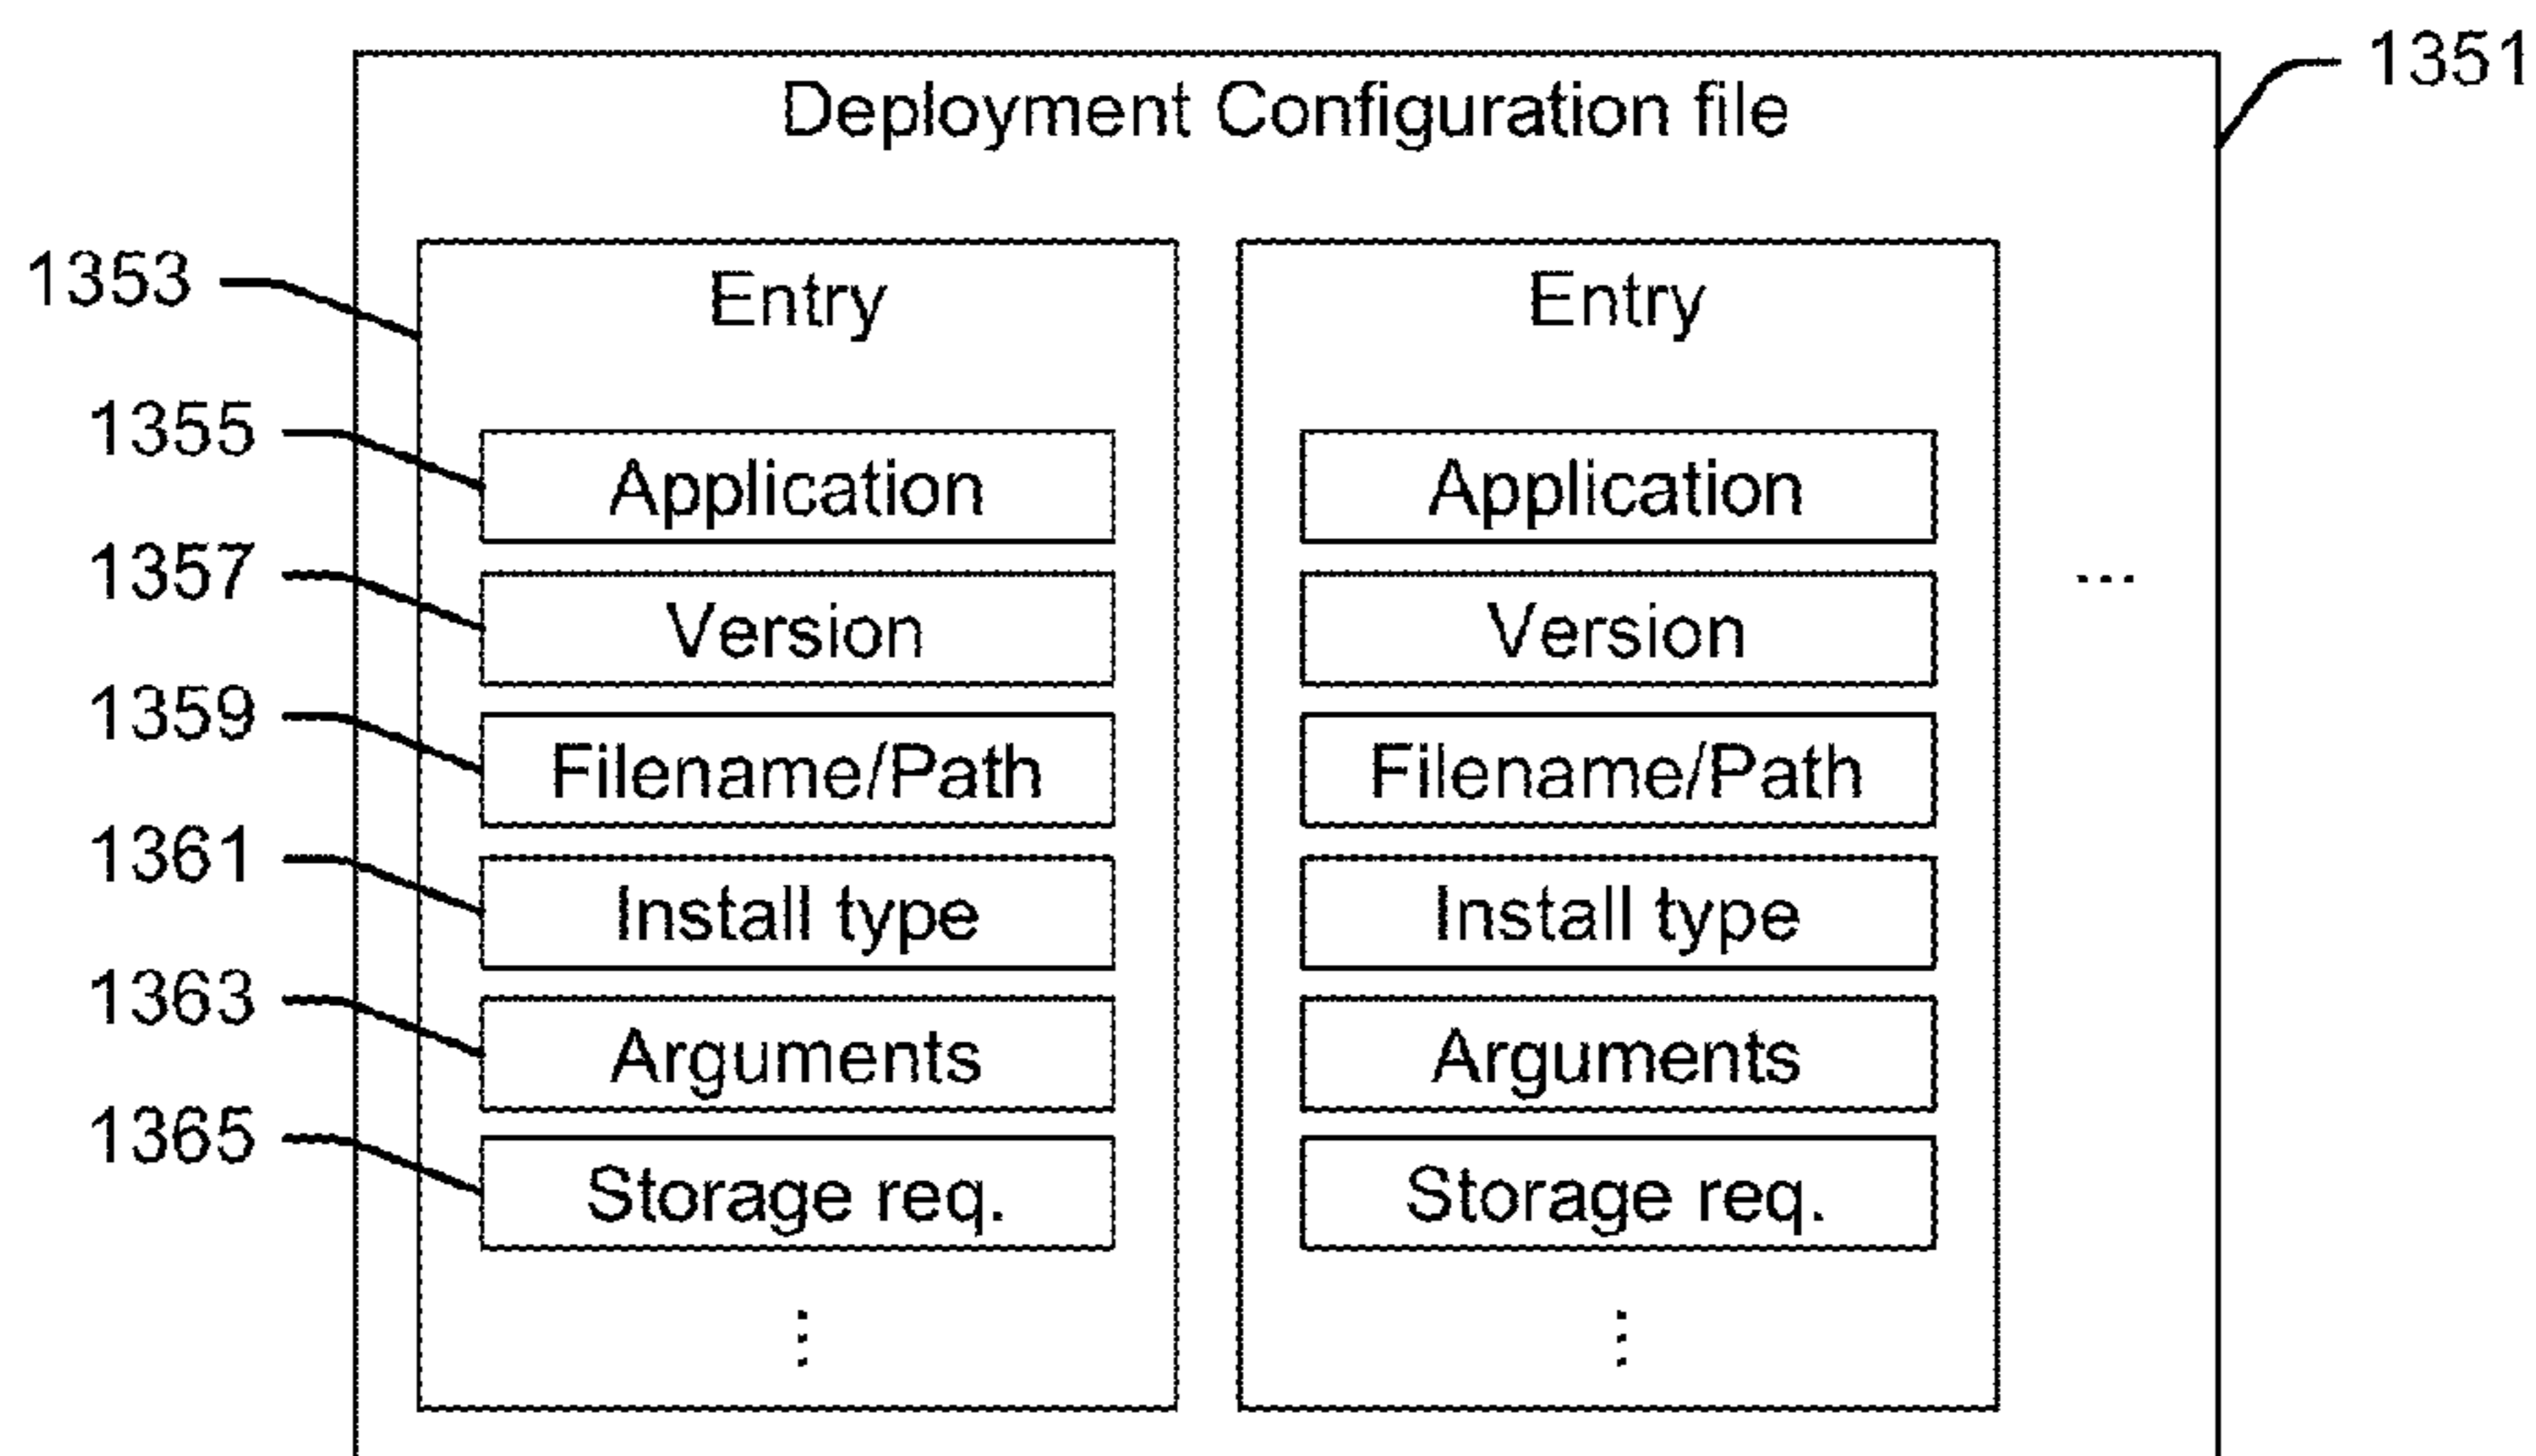 1351
Deployment Configuration file
1353
Entry
Entry
1355
Application
Application
1357
Version
Version
...
1359
Filename/Path
Filename/Path
1361
Install type
Install type
1363
Arguments
Arguments
1365
Storage req.
Storage req.
⋮
⋮